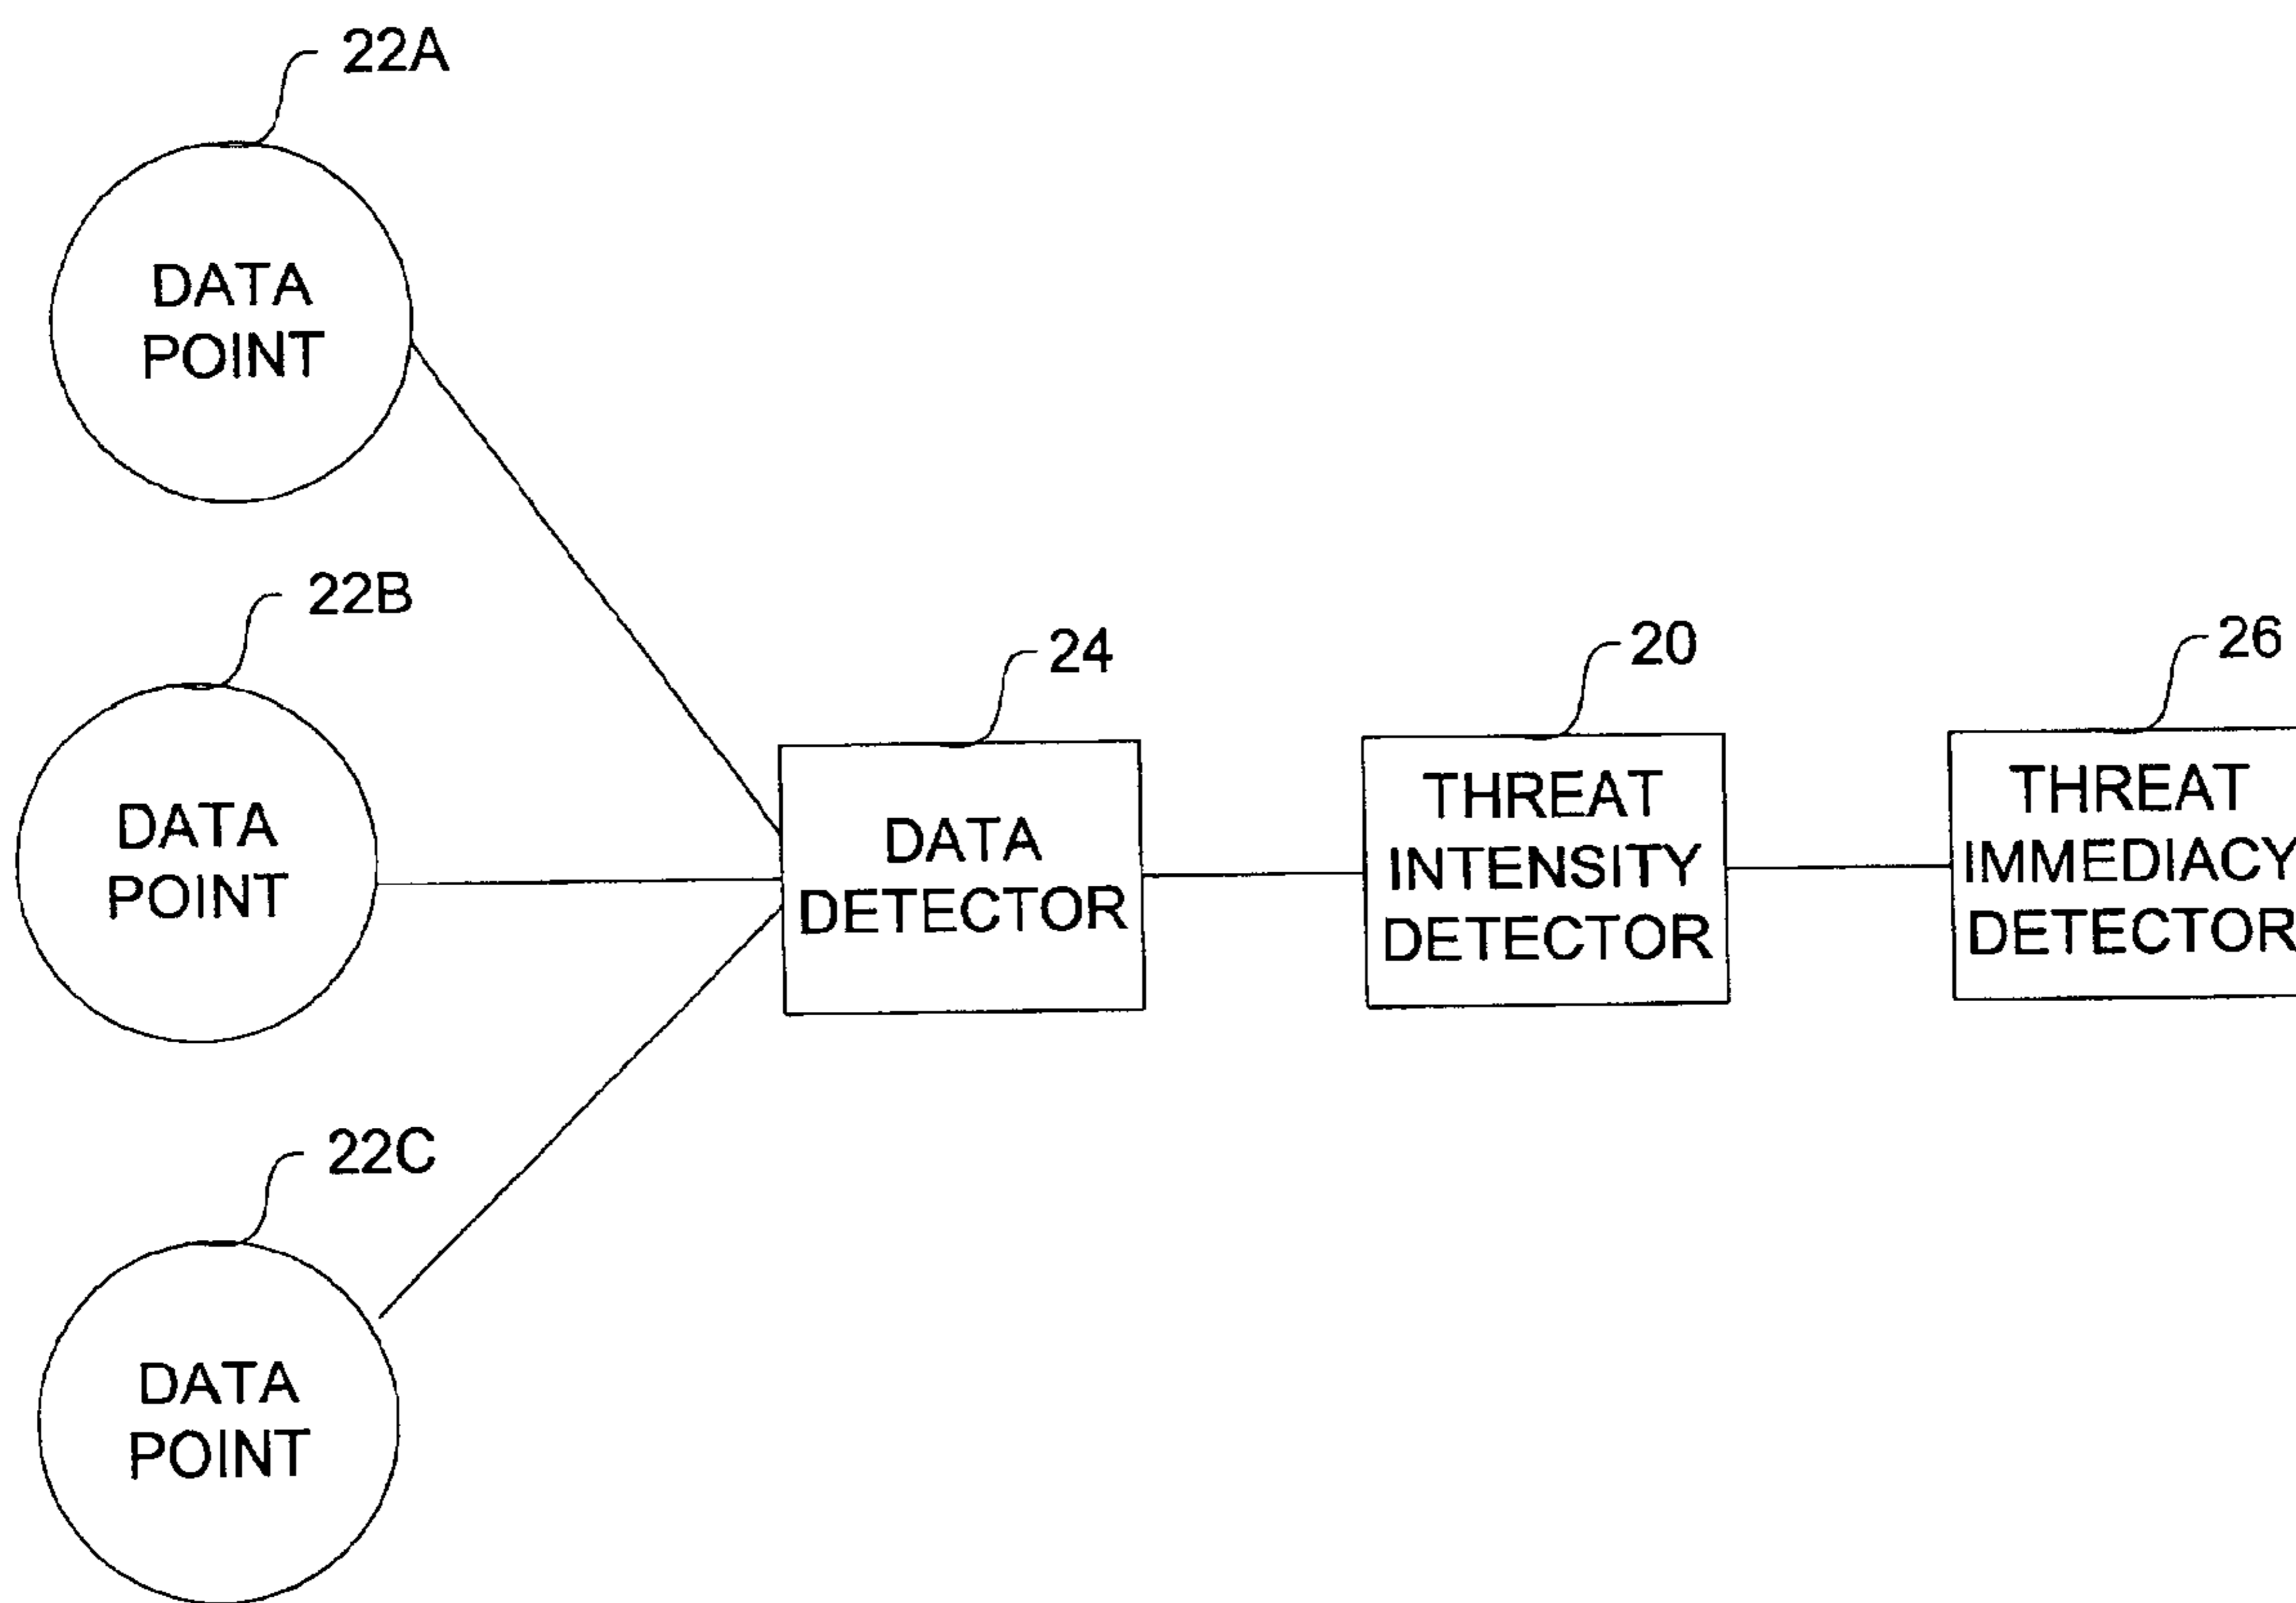 22A
DATA
POINT
22B
DATA
POINT
22C
DATA
POINT
24
DATA
DETECTOR
20
THREAT
INTENSITY
DETECTOR
26
THREAT
IMMEDIACY
DETECTOR